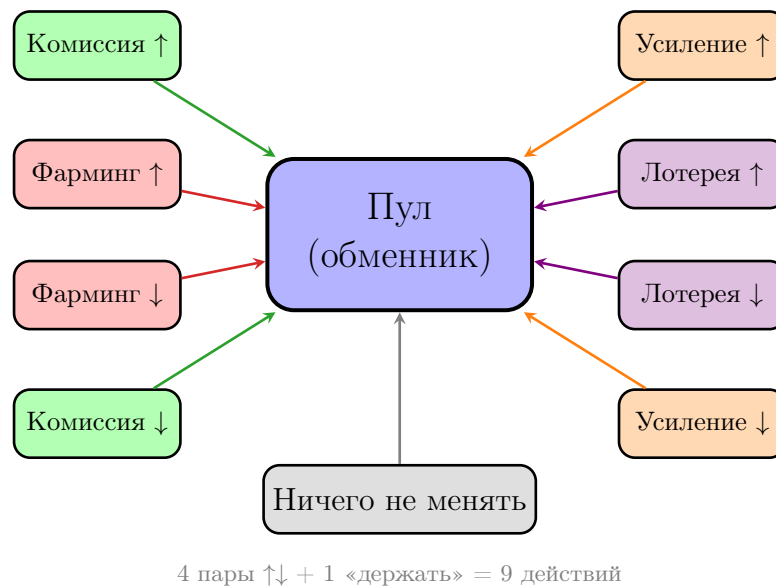 Комиссия ↑
Усиление ↑
Фарминг ↑
Лотерея ↑
Пул
(обменник)
Фарминг ↓
Лотерея ↓
Комиссия ↓
Усиление ↓
Ничего не менять
4 пары ↑↓ + 1 «держать» = 9 действий